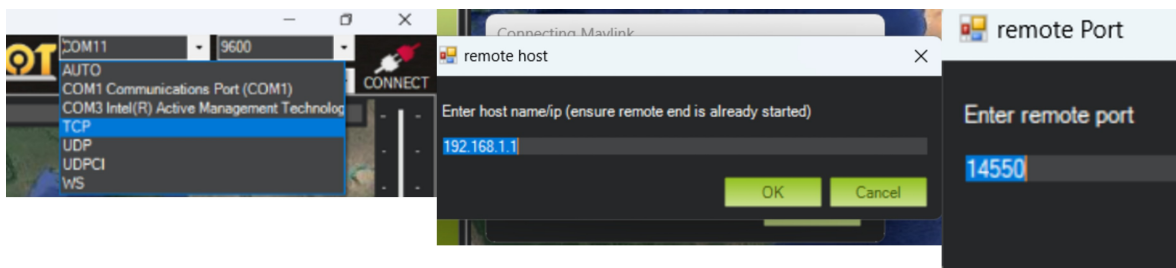 COM11
9600
OT
AUTO
COM1 Communications Port (COM1)
CONNECT
COM3 Intel(R) Active Management Technolog
TCP
UDP
UDPCI
WS
Connecting Mavlink
remote host
Enter host name/ip (ensure remote end is already started)
192.168.1.1
OK
Cancel
remote Port
Enter remote port
14550